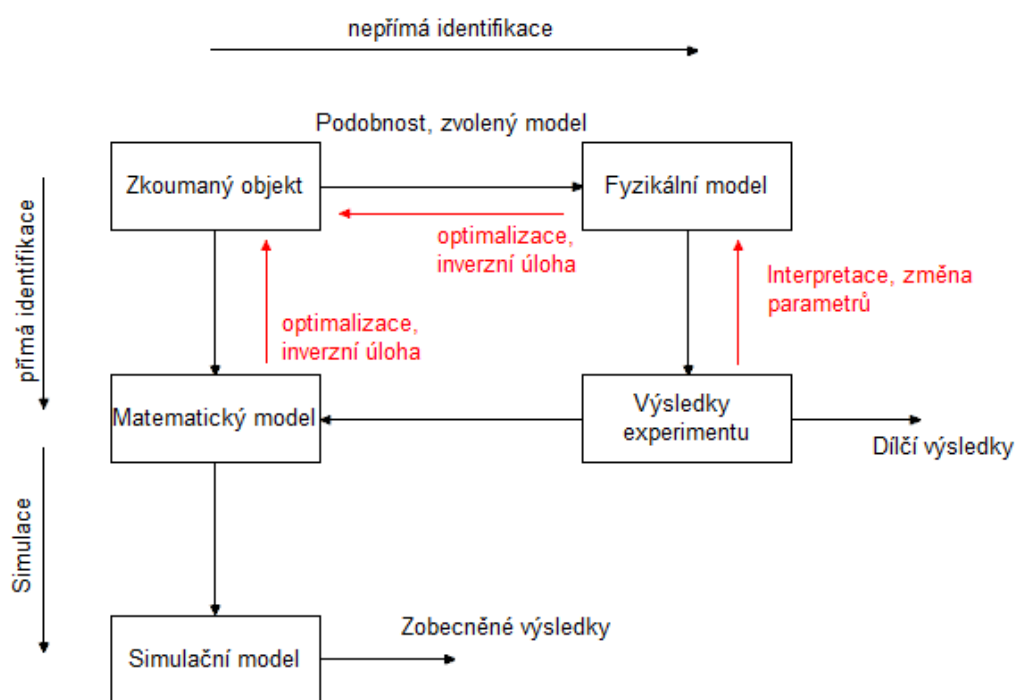 nepřímá identifikace
Podobnost, zvolený model
Zkoumaný objekt
Fyzikální model
přímá identifikace
optimalizace,
inverzní úloha
Interpretace, změna
parametrů
optimalizace,
inverzní úloha
Matematický model
Výsledky
experimentu
Dílčí výsledky
Simulace
Zobecněné výsledky
Simulační model